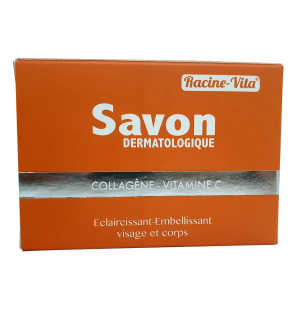 Racine-Vita®
Savon
DERMATOLOGIQUE
COLLAGÈNE - VITAMINE C
Eclaircissant-Embellissant
visage et corps